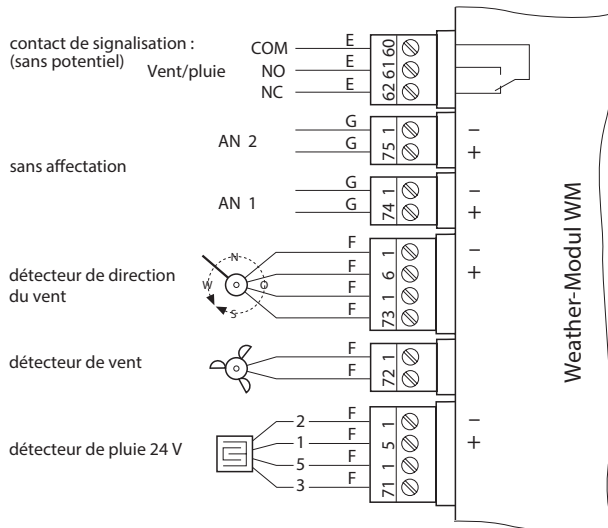 contact de signalisation :
(sans potentiel)
Vent/pluie
COM E 60
NO E 61
NC E 62
AN 2
G 1 −
G 75 +
sans affectation
AN 1
G 1 −
G 74 +
détecteur de direction
du vent
N
W O
S
F 1 −
F 6 +
F 1
F 73
détecteur de vent
F 1
F 72
détecteur de pluie 24 V
2 F 1 −
1 F 5 +
5 F 1
3 F 71
Weather-Modul WM